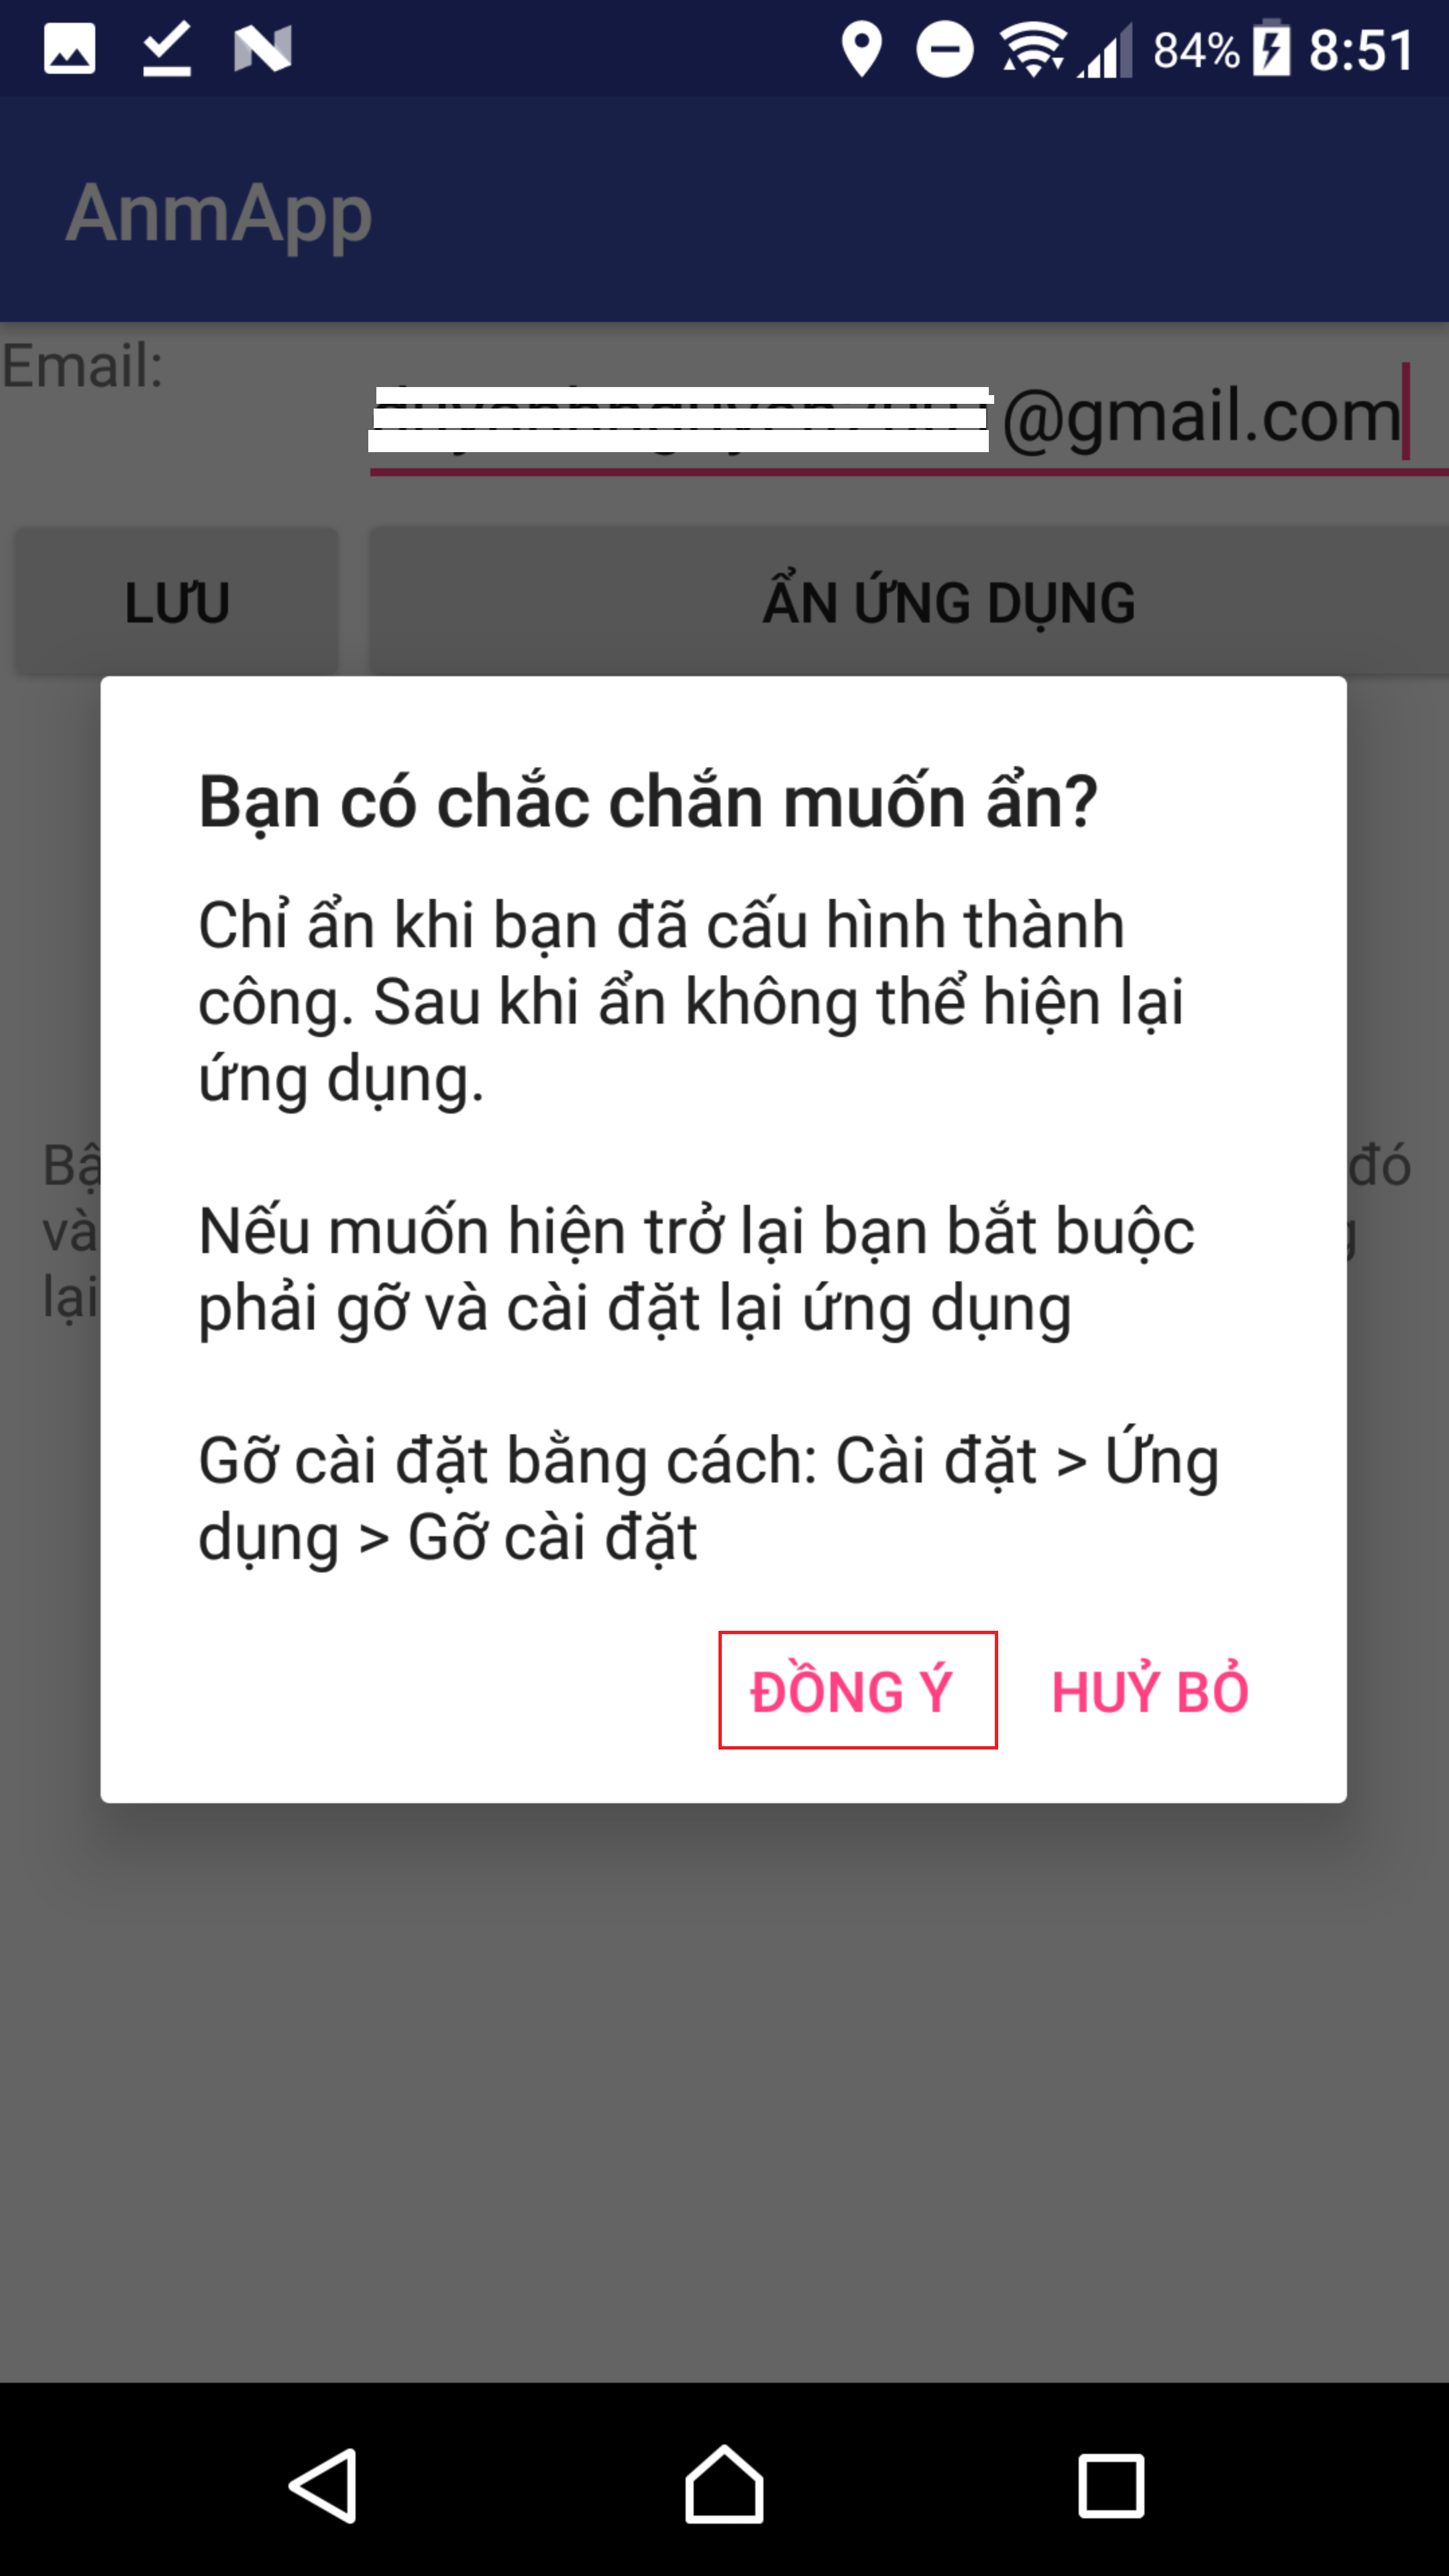 84% 8:51
AnmApp
Email:
@gmail.com
LƯU
ẨN ỨNG DỤNG
Bạn có chắc chắn muốn ẩn?
Chỉ ẩn khi bạn đã cấu hình thành
công. Sau khi ẩn không thể hiện lại
ứng dụng.
Nếu muốn hiện trở lại bạn bắt buộc
phải gỡ và cài đặt lại ứng dụng
Gỡ cài đặt bằng cách: Cài đặt > Ứng
dụng > Gỡ cài đặt
đó
và
lại
ĐỒNG Ý
HUỶ BỎ